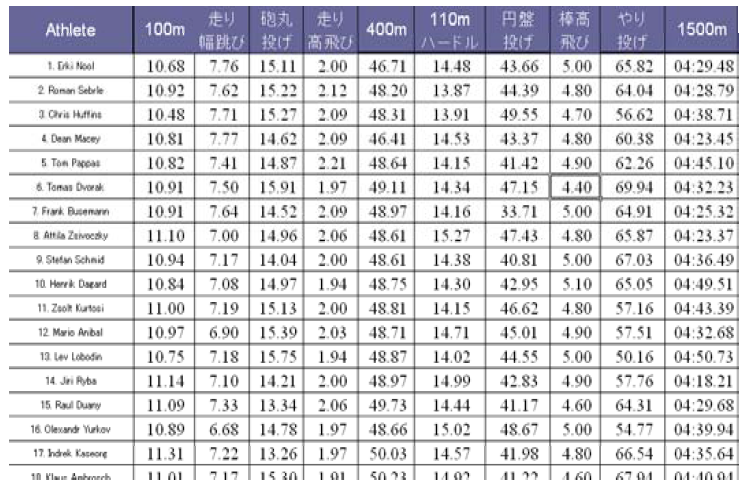 Athlete 100m 走り幅跳び 砲丸投げ 走り高飛び 400m 110mハードル 円盤投げ 棒高飛び やり投げ 1500m
1. Erki Nool 10.68 7.76 15.11 2.00 46.71 14.48 43.66 5.00 65.82 04:29.48
2. Roman Sebrle 10.92 7.62 15.22 2.12 48.20 13.87 44.39 4.80 64.04 04:28.79
3. Chris Huffins 10.48 7.71 15.27 2.09 48.31 13.91 49.55 4.70 56.62 04:38.71
4. Dean Macey 10.81 7.77 14.62 2.09 46.41 14.53 43.37 4.80 60.38 04:23.45
5. Tom Pappas 10.82 7.41 14.87 2.21 48.64 14.15 41.42 4.90 62.26 04:45.10
6. Tomas Dvorak 10.91 7.50 15.91 1.97 49.11 14.34 47.15 4.40 69.94 04:32.23
7. Frank Busemann 10.91 7.64 14.52 2.09 48.97 14.16 33.71 5.00 64.91 04:25.32
8. Attila Zsivoczky 11.10 7.00 14.96 2.06 48.61 15.27 47.43 4.80 65.87 04:23.37
9. Stefan Schmid 10.94 7.17 14.04 2.00 48.61 14.38 40.81 5.00 67.03 04:36.49
10. Henrik Dagard 10.84 7.08 14.97 1.94 48.75 14.30 42.95 5.10 65.05 04:49.51
11. Zsolt Kurtosi 11.00 7.19 15.13 2.00 48.81 14.15 46.62 4.80 57.16 04:43.39
12. Mario Anibal 10.97 6.90 15.39 2.03 48.71 14.71 45.01 4.90 57.51 04:32.68
13. Lev Lobodin 10.75 7.18 15.75 1.94 48.87 14.02 44.55 5.00 50.16 04:50.73
14. Jiri Ryba 11.14 7.10 14.21 2.00 48.97 14.99 42.83 4.90 57.76 04:18.21
15. Raul Duany 11.09 7.33 13.34 2.06 49.73 14.44 41.17 4.60 64.31 04:29.68
16. Olexandr Yurkov 10.89 6.68 14.78 1.97 48.66 15.02 48.67 5.00 54.77 04:39.94
17. Indrek Kaseorg 11.31 7.22 13.26 1.97 50.03 14.57 41.98 4.80 66.54 04:35.64
18. Klaus Ambrosch 11.01 7.17 15.30 1.91 50.23 14.92 41.22 4.60 67.94 04:40.94